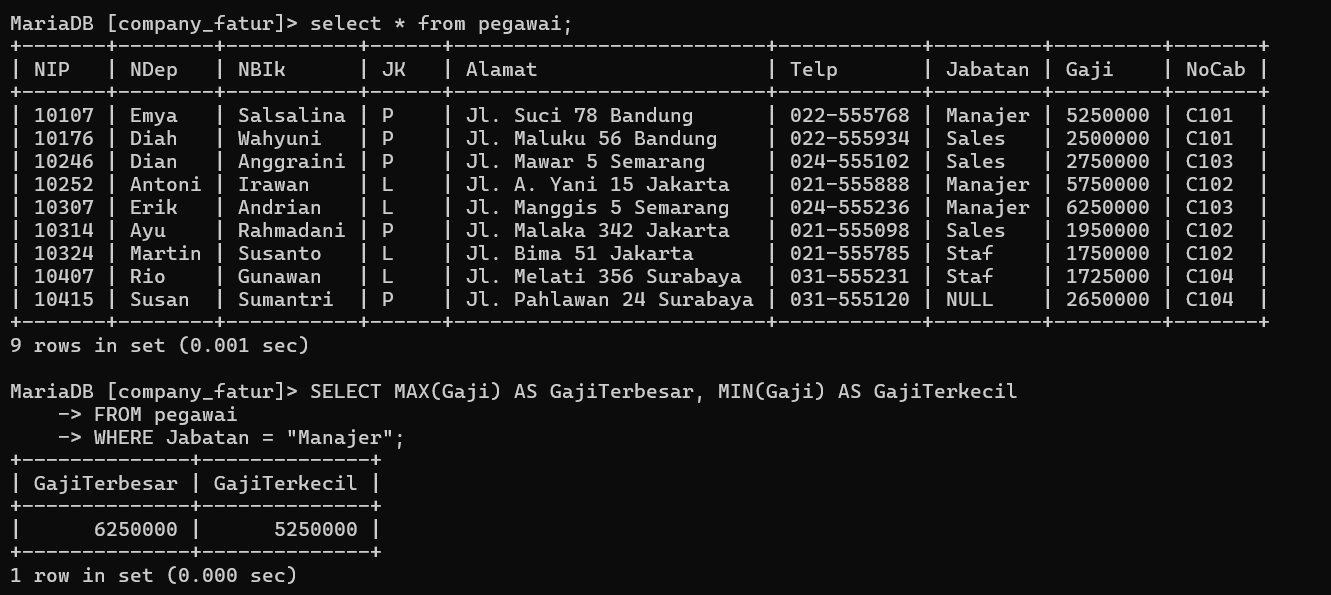 MariaDB [company_fatur]> select * from pegawai;
+-------+--------+-----------+------+--------------------------+------------+---------+---------+-------+
| NIP   | NDep   | NBIk      | JK   | Alamat                   | Telp       | Jabatan | Gaji    | NoCab |
+-------+--------+-----------+------+--------------------------+------------+---------+---------+-------+
| 10107 | Emya   | Salsalina | P    | Jl. Suci 78 Bandung      | 022-555768 | Manajer | 5250000 | C101  |
| 10176 | Diah   | Wahyuni   | P    | Jl. Maluku 56 Bandung    | 022-555934 | Sales   | 2500000 | C101  |
| 10246 | Dian   | Anggraini | P    | Jl. Mawar 5 Semarang     | 024-555102 | Sales   | 2750000 | C103  |
| 10252 | Antoni | Irawan    | L    | Jl. A. Yani 15 Jakarta   | 021-555888 | Manajer | 5750000 | C102  |
| 10307 | Erik   | Andrian   | L    | Jl. Manggis 5 Semarang   | 024-555236 | Manajer | 6250000 | C103  |
| 10314 | Ayu    | Rahmadani | P    | Jl. Malaka 342 Jakarta   | 021-555098 | Sales   | 1950000 | C102  |
| 10324 | Martin | Susanto   | L    | Jl. Bima 51 Jakarta      | 021-555785 | Staf    | 1750000 | C102  |
| 10407 | Rio    | Gunawan   | L    | Jl. Melati 356 Surabaya  | 031-555231 | Staf    | 1725000 | C104  |
| 10415 | Susan  | Sumantri  | P    | Jl. Pahlawan 24 Surabaya | 031-555120 | NULL    | 2650000 | C104  |
+-------+--------+-----------+------+--------------------------+------------+---------+---------+-------+
9 rows in set (0.001 sec)

MariaDB [company_fatur]> SELECT MAX(Gaji) AS GajiTerbesar, MIN(Gaji) AS GajiTerkecil
    -> FROM pegawai
    -> WHERE Jabatan = "Manajer";
+--------------+--------------+
| GajiTerbesar | GajiTerkecil |
+--------------+--------------+
|      6250000 |      5250000 |
+--------------+--------------+
1 row in set (0.000 sec)